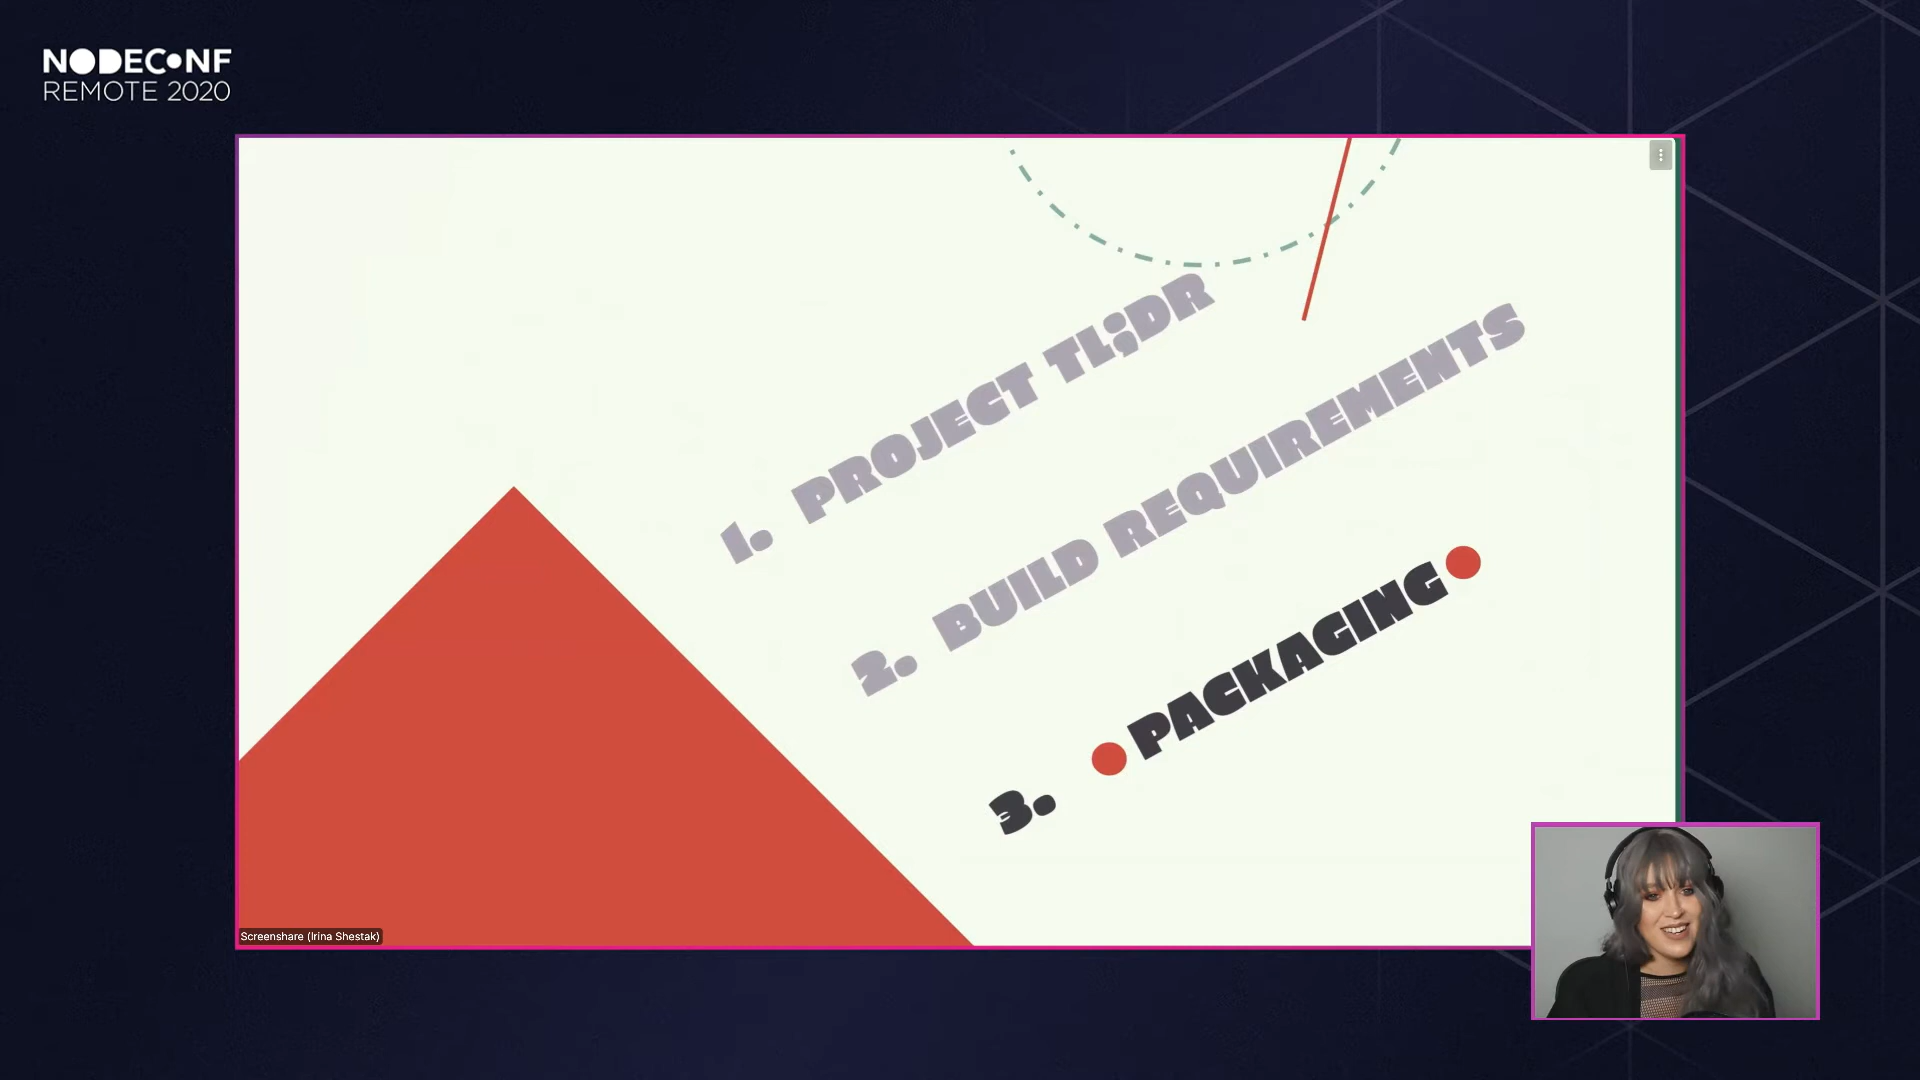 NODECONF
REMOTE 2020
1. PROJECT TL;DR
2. BUILD REQUIREMENTS
3. PACKAGING
Screenshare (Irina Shestak)